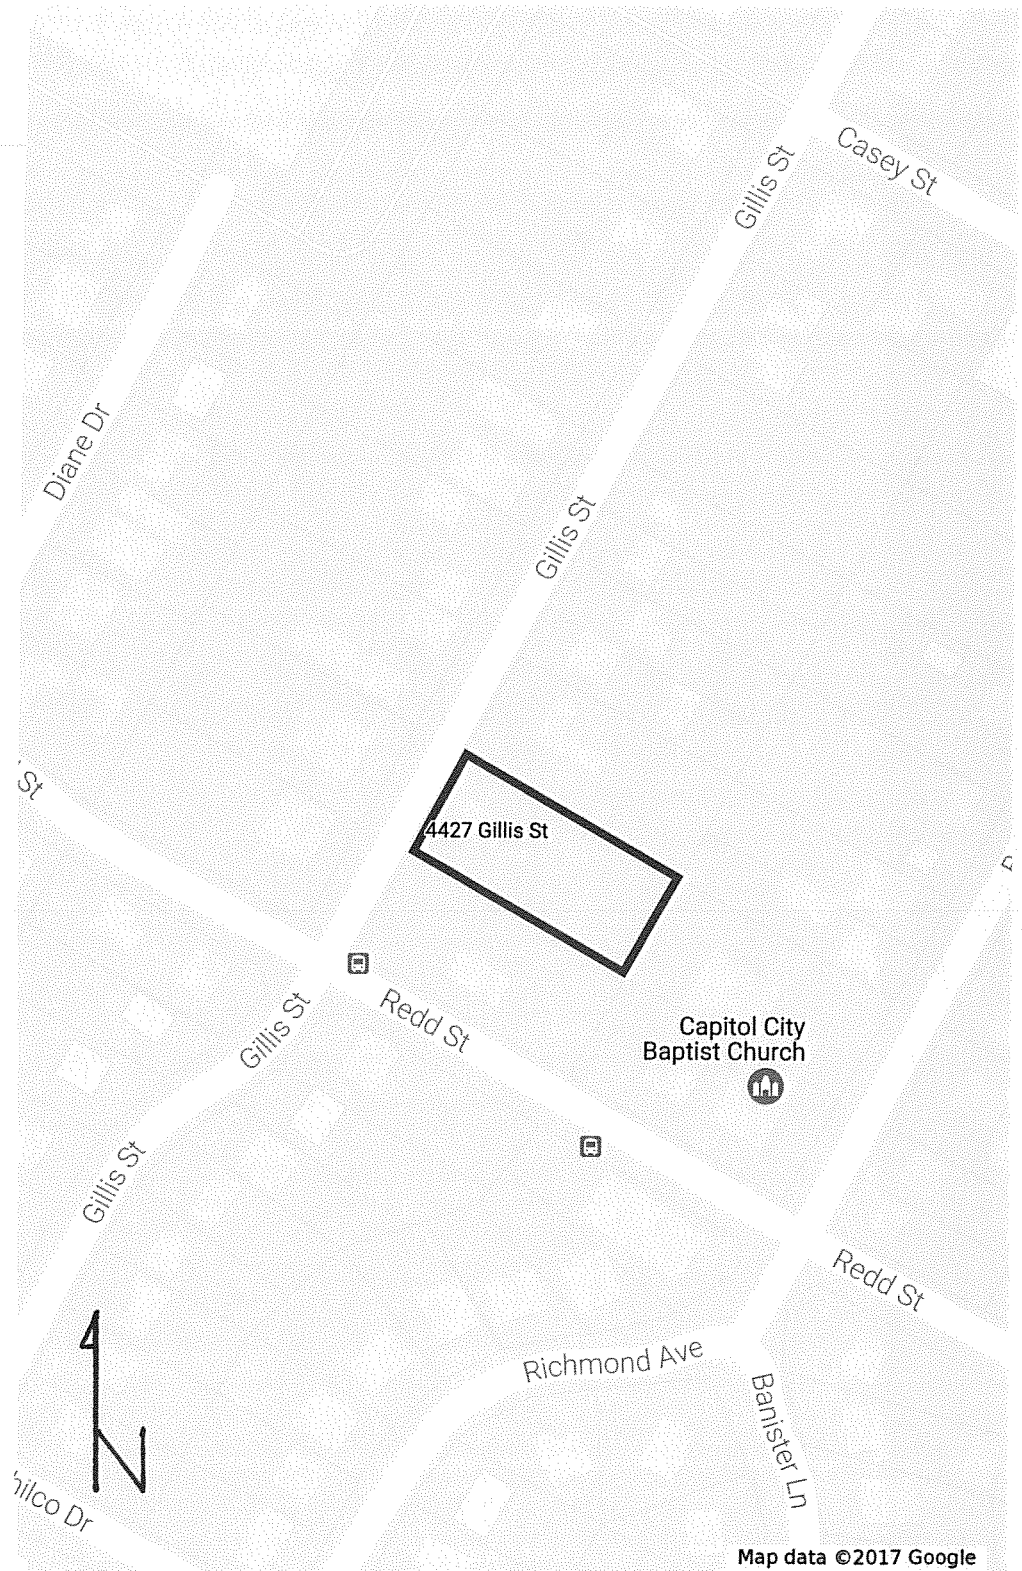 Casey St
Gillis St
Diane Dr
Gillis St
St
4427 Gillis St
Redd St
Gillis St
Capitol City
Baptist Church
Gillis St
Redd St
Richmond Ave
Banister Ln
hilco Dr
N
Map data ©2017 Google